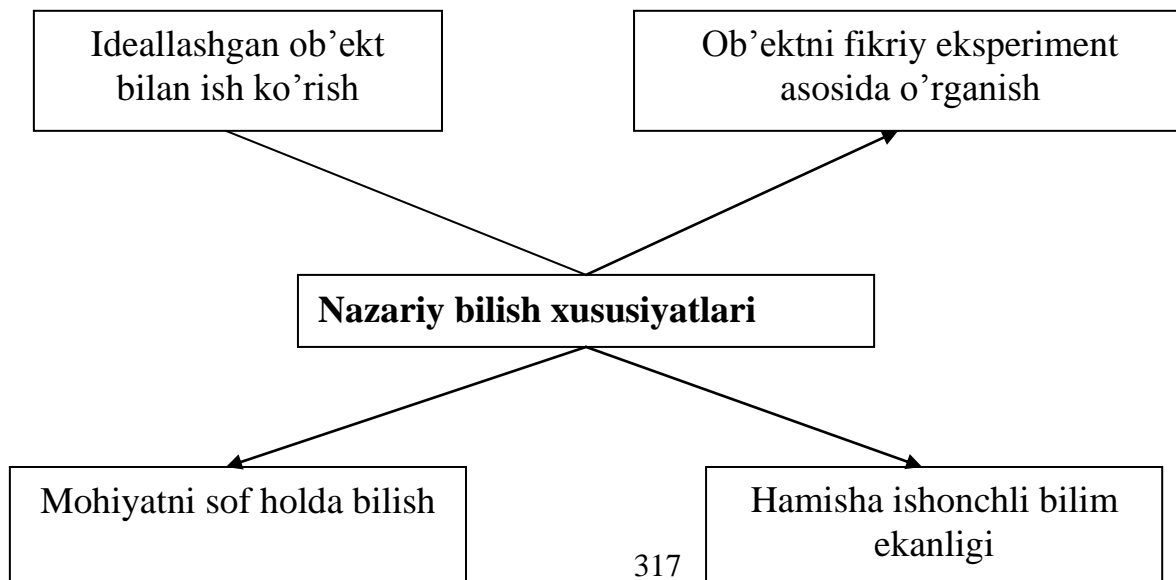 Ideallashgan ob’ekt
bilan ish ko’rish
Ob’ektni fikriy eksperiment
asosida o’rganish
Nazariy bilish xususiyatlari
Mohiyatni sof holda bilish
Hamisha ishonchli bilim
ekanligi
317